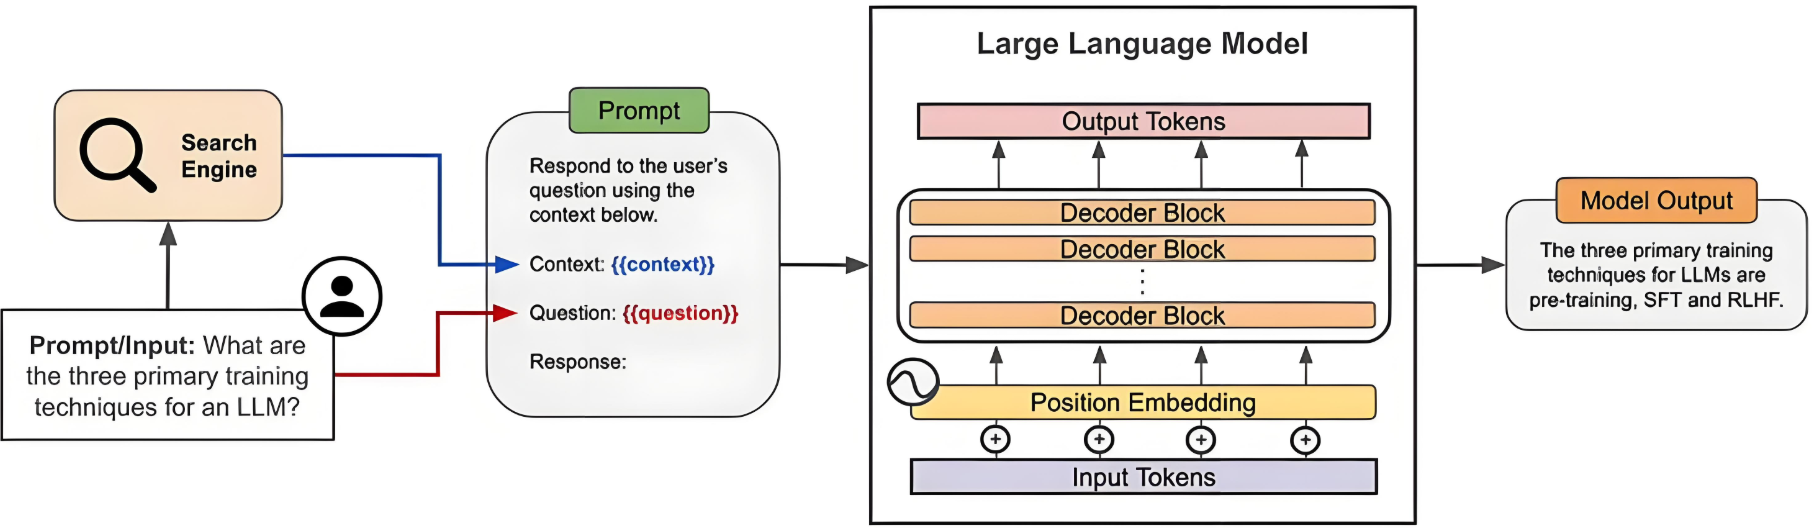 Search
Engine
Prompt/Input: What are
the three primary training
techniques for an LLM?
Prompt
Respond to the user's
question using the
context below.
Context: {{context}}
Question: {{question}}
Response:
Large Language Model
Output Tokens
Decoder Block
Decoder Block
Decoder Block
Position Embedding
Input Tokens
Model Output
The three primary training
techniques for LLMs are
pre-training, SFT and RLHF.